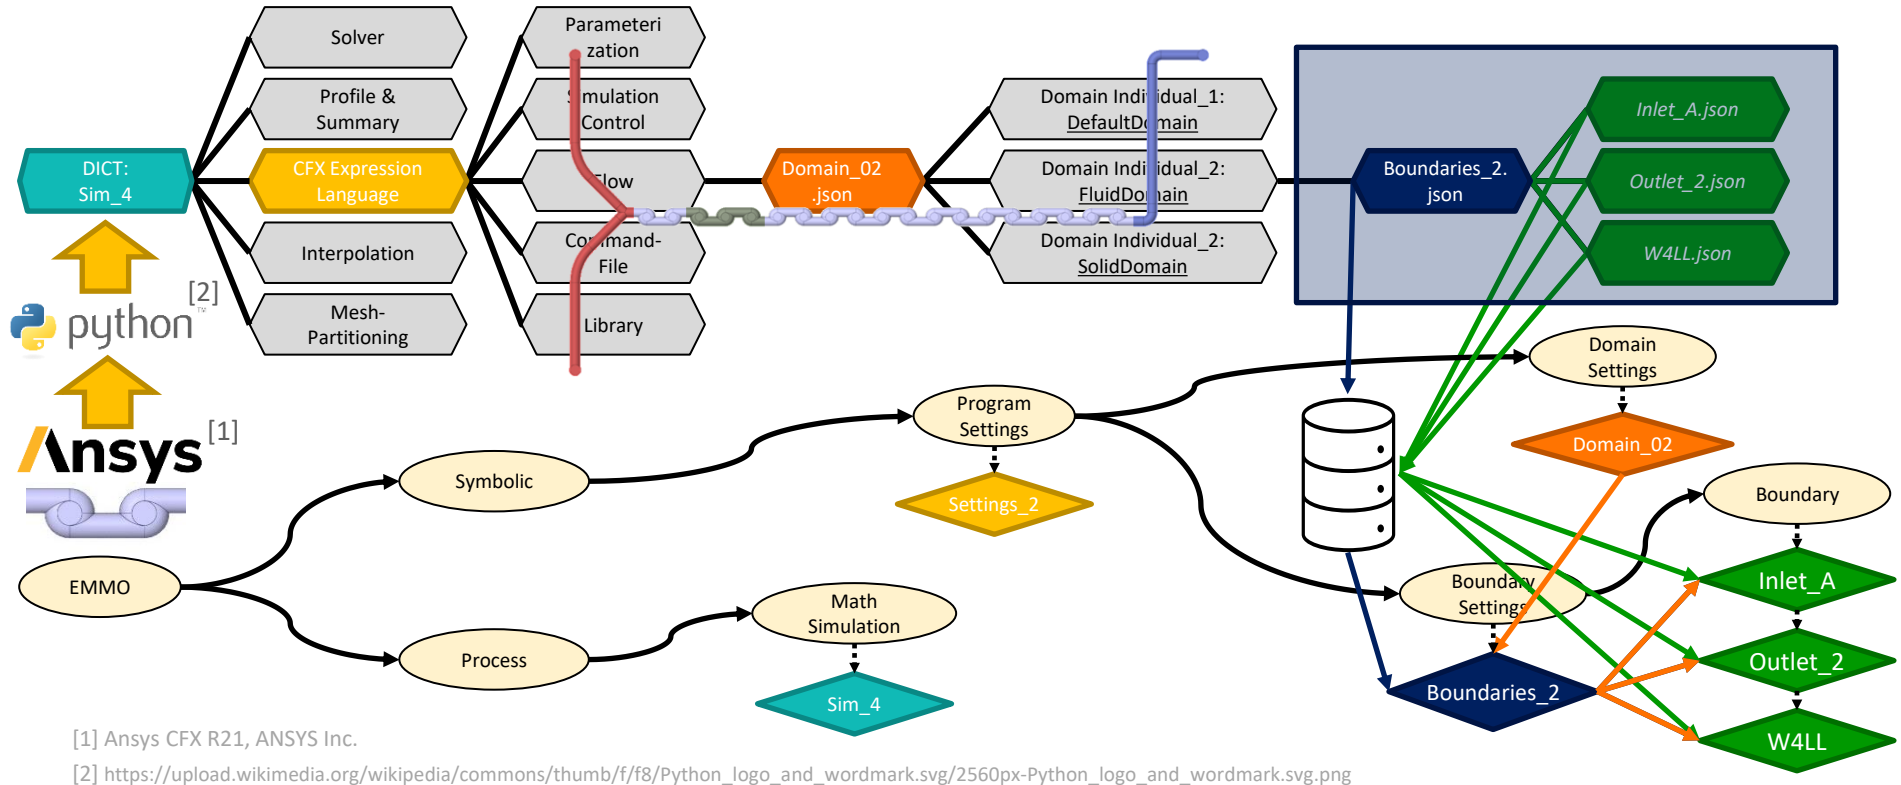 Solver
Profile &
Summary
DICT:
Sim_4
CFX Expression
Language
Interpolation
Mesh-
Partitioning
Parameteri
zation
Simulation
Control
Flow
Command-
File
Library
Domain_02
.json
Domain Individual_1:
DefaultDomain
Domain Individual_2:
FluidDomain
Domain Individual_2:
SolidDomain
Boundaries_2.
json
Inlet_A.json
Outlet_2.json
W4LL.json
[2]
python™
[1]
Ansys
EMMO
Symbolic
Process
Program
Settings
Settings_2
Math
Simulation
Sim_4
Domain
Settings
Domain_02
Boundary
Settings
Boundaries_2
Boundary
Inlet_A
Outlet_2
W4LL
[1] Ansys CFX R21, ANSYS Inc.
[2] https://upload.wikimedia.org/wikipedia/commons/thumb/f/f8/Python_logo_and_wordmark.svg/2560px-Python_logo_and_wordmark.svg.png